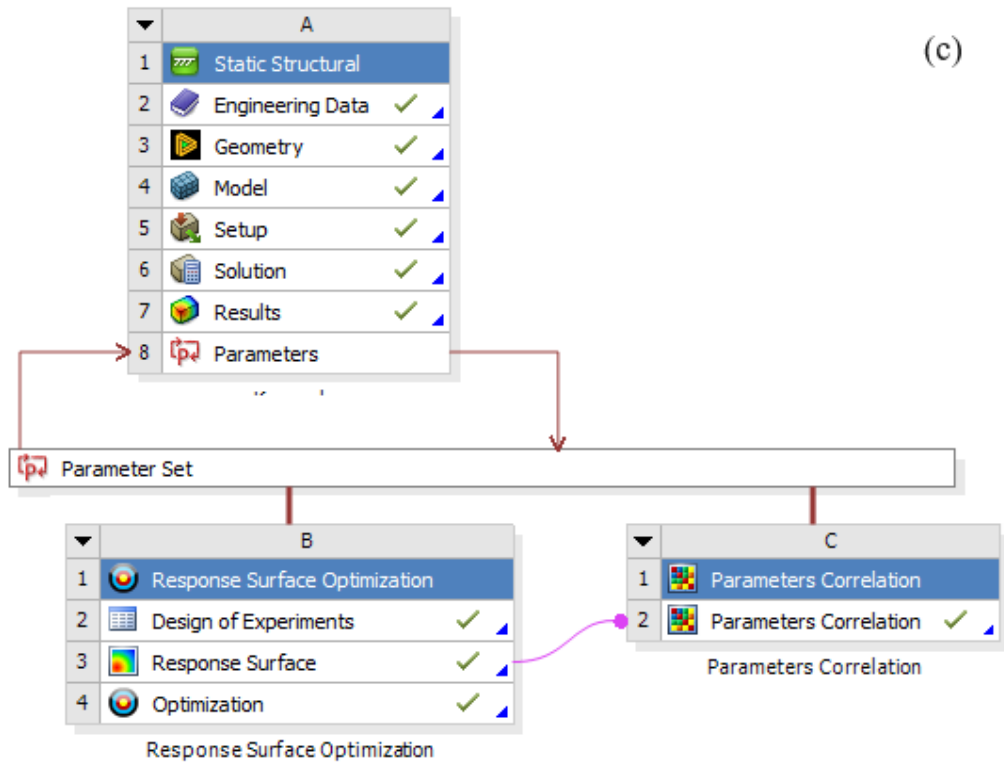 A
(c)
1 Static Structural
2 Engineering Data
3 Geometry
4 Model
5 Setup
6 Solution
7 Results
8 Parameters
Parameter Set
B
1 Response Surface Optimization
2 Design of Experiments
3 Response Surface
4 Optimization
Response Surface Optimization
C
1 Parameters Correlation
2 Parameters Correlation
Parameters Correlation